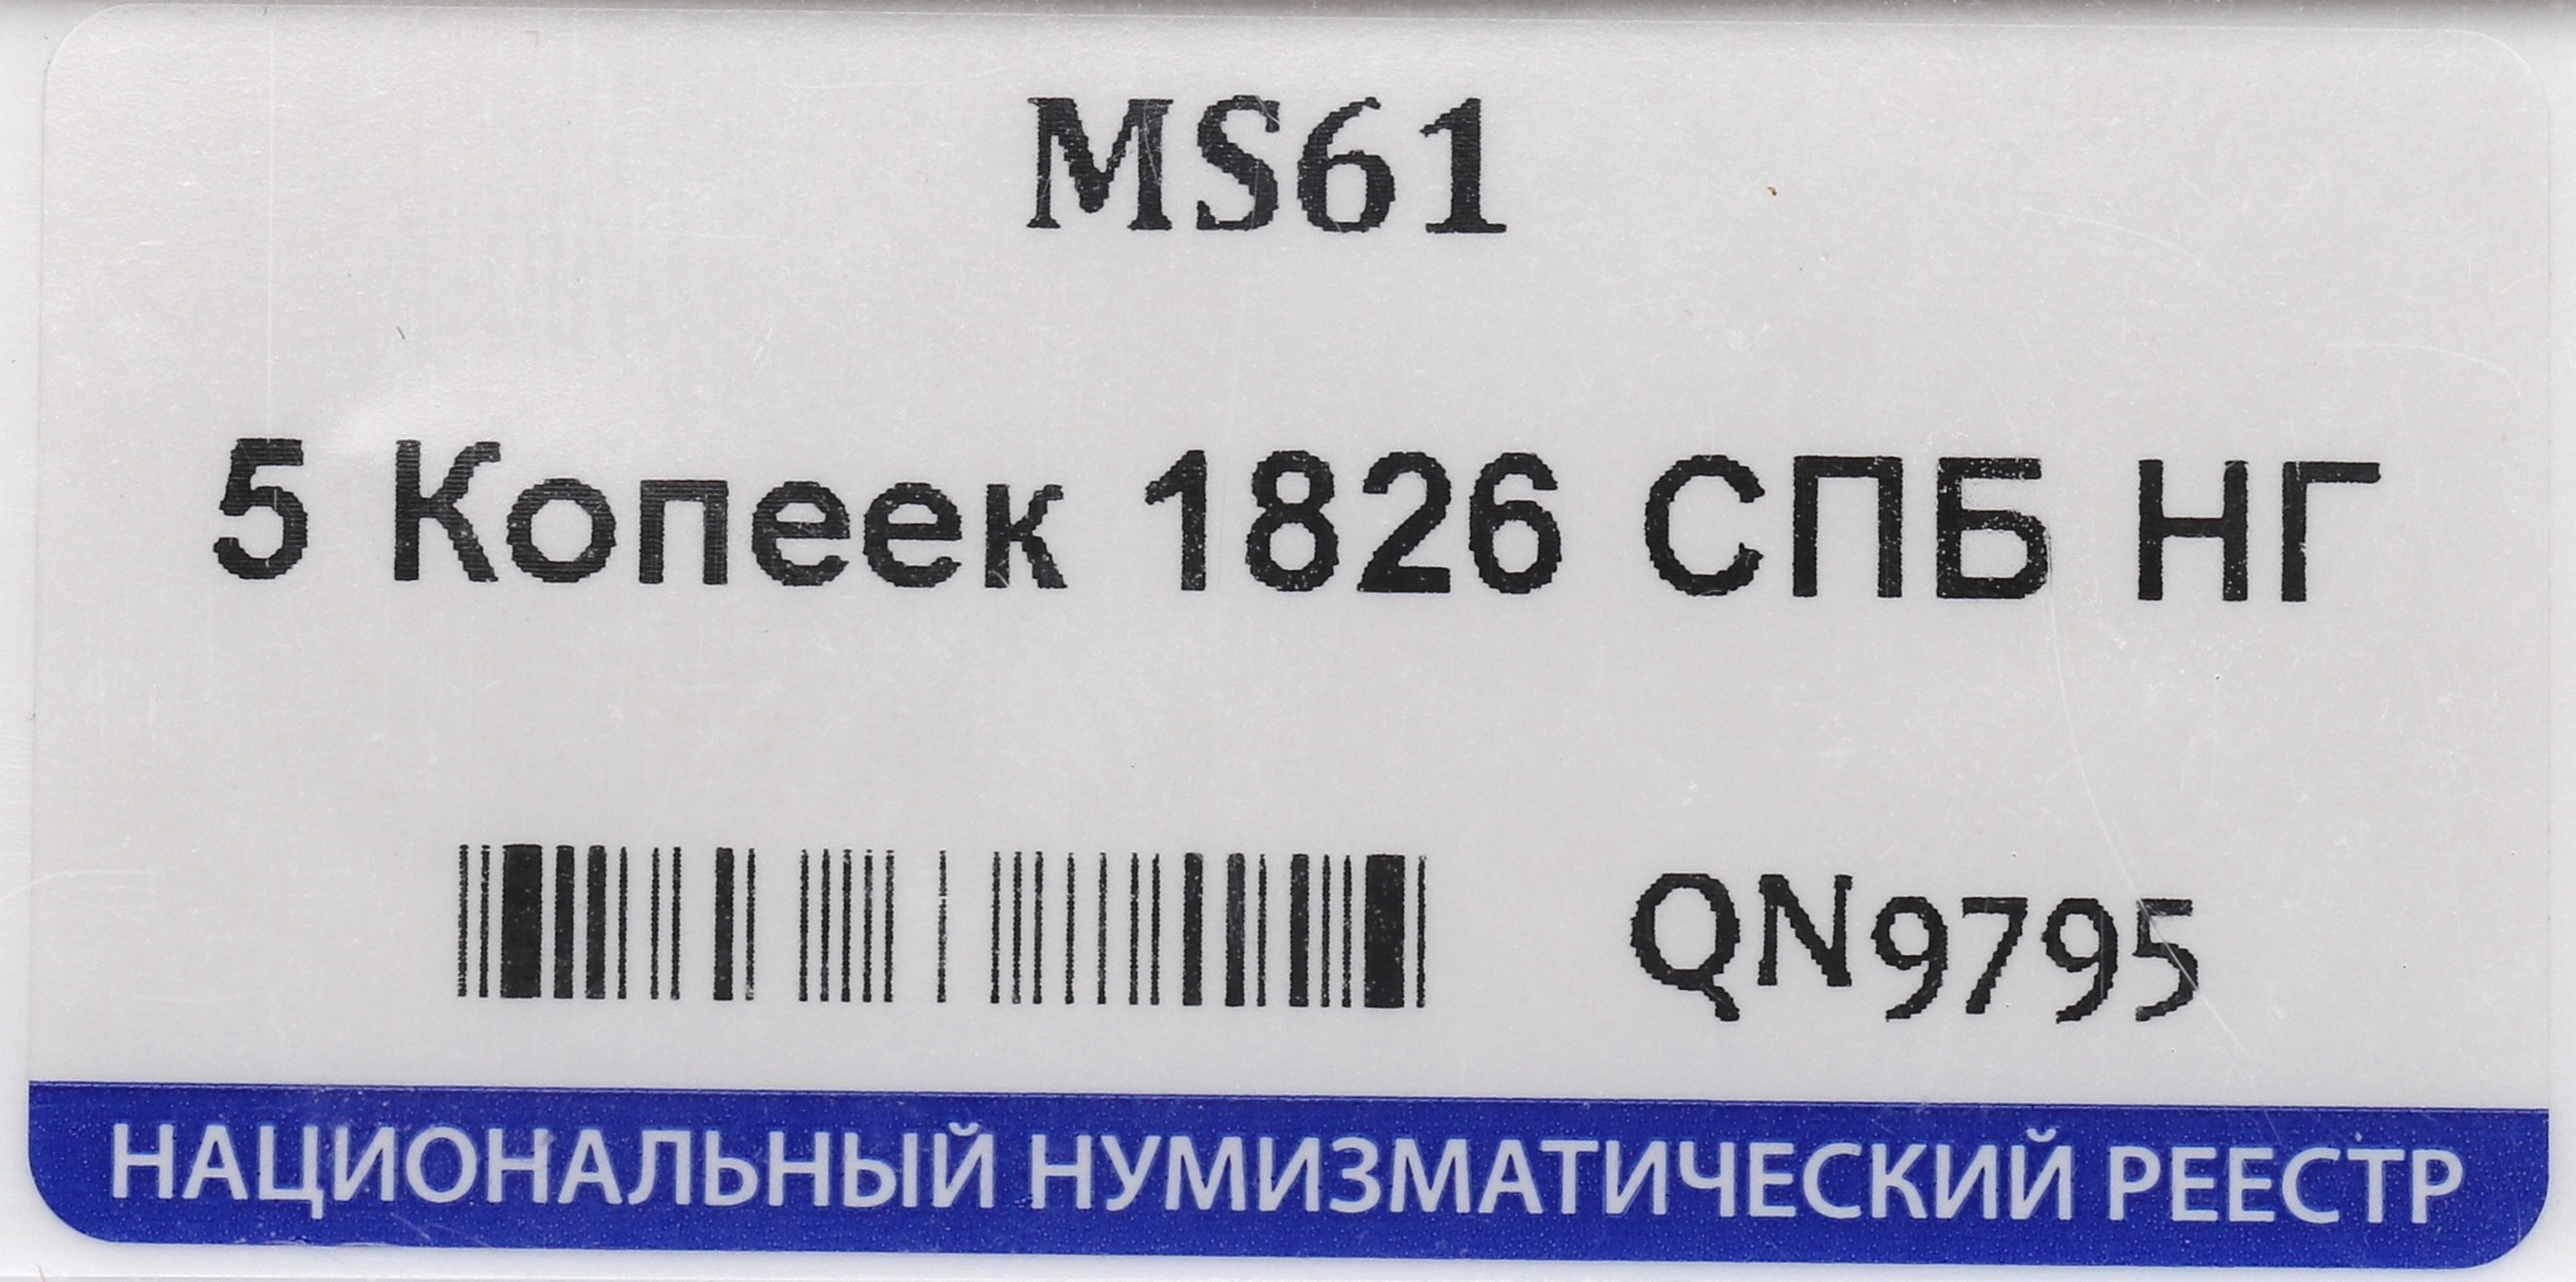 MS61
5 Копеек 1826 СПБ НГ
QN9795
НАЦИОНАЛЬНЫЙ НУМИЗМАТИЧЕСКИЙ РЕЕСТР